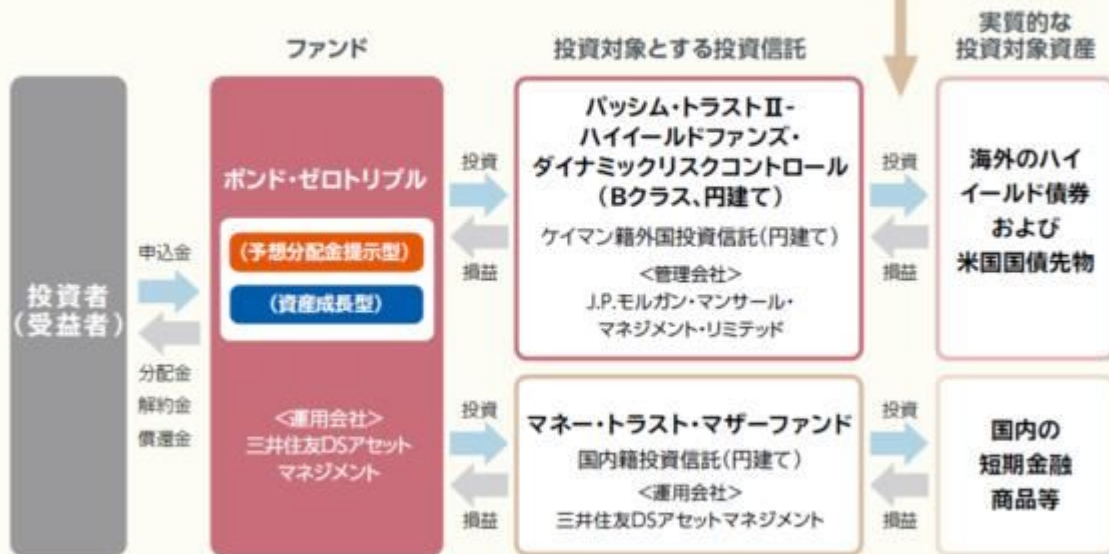 ファンド
投資対象とする投資信託
実質的な
投資対象資産
投資者
(受益者)
申込金
分配金
解約金
償還金
ボンド・ゼロトリプル
(予想分配金提示型)
(資産成長型)
<運用会社>
三井住友DSアセット
マネジメント
投資
損益
パッシム・トラストⅡ-
ハイイールドファンズ・
ダイナミックリスクコントロール
(Bクラス、円建て)
ケイマン籍外国投資信託(円建て)
<管理会社>
J.P.モルガン・マンサール・
マネジメント・リミテッド
投資
損益
海外のハイ
イールド債券
および
米国国債先物
投資
損益
マネー・トラスト・マザーファンド
国内籍投資信託(円建て)
<運用会社>
三井住友DSアセットマネジメント
投資
損益
国内の
短期金融
商品等